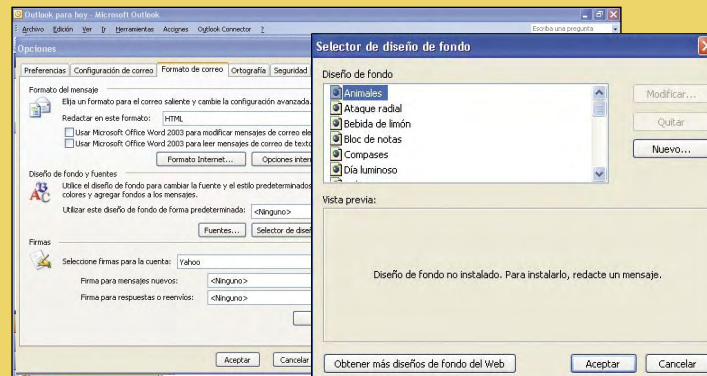 Outlook para hoy - Microsoft Outlook
Archivo Edición Ver Ir Herramientas Acciones Outlook Connector ?
Escriba una pregunta
Opciones
Preferencias Configuración de correo Formato de correo Ortografía Seguridad
Formato del mensaje
Elija un formato para el correo saliente y cambie la configuración avanzada.
Redactar en este formato: HTML
Usar Microsoft Office Word 2003 para modificar mensajes de correo ele
Usar Microsoft Office Word 2003 para leer mensajes de correo de texto
Formato Internet... Opciones inter
Diseño de fondo y fuentes
Utilice el diseño de fondo para cambiar la fuente y el estilo predeterminados
colores y agregar fondos a los mensajes.
Utilizar este diseño de fondo de forma predeterminada: <Ninguno>
Fuentes... Selector de dise
Firmas
Seleccione firmas para la cuenta: Yahoo
Firma para mensajes nuevos: <Ninguno>
Firma para respuestas o reenvíos: <Ninguno>
Aceptar Cancelar
Selector de diseño de fondo
Diseño de fondo
Animales
Ataque radial
Bebida de limón
Bloc de notas
Compases
Día luminoso
Modificar...
Quitar
Nuevo...
Vista previa:
Diseño de fondo no instalado. Para instalarlo, redacte un mensaje.
Obtener más diseños de fondo del Web Aceptar Cancelar